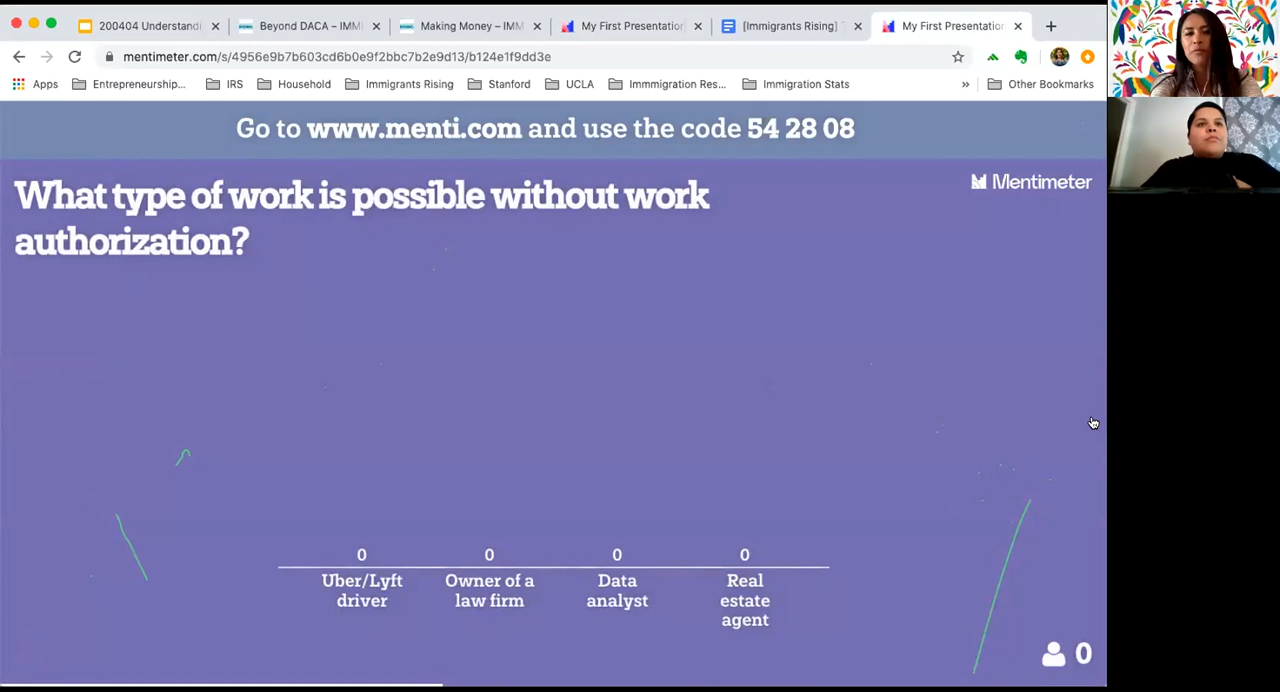 200404 Understandi
Beyond DACA – IMMI
Making Money – IMM
My First Presentation
[Immigrants Rising]
My First Presentation
mentimeter.com/s/4956e9b7b603cd6b0e9f2bbc7b2e9d13/b124e1f9dd3e
Apps
Entrepreneurship...
IRS
Household
Immigrants Rising
Stanford
UCLA
Immmigration Res...
Immigration Stats
»
Other Bookmarks
Go to www.menti.com and use the code 54 28 08
What type of work is possible without work
authorization?
Mentimeter
0
0
0
0
Uber/Lyft
driver
Owner of a
law firm
Data
analyst
Real
estate
agent
0